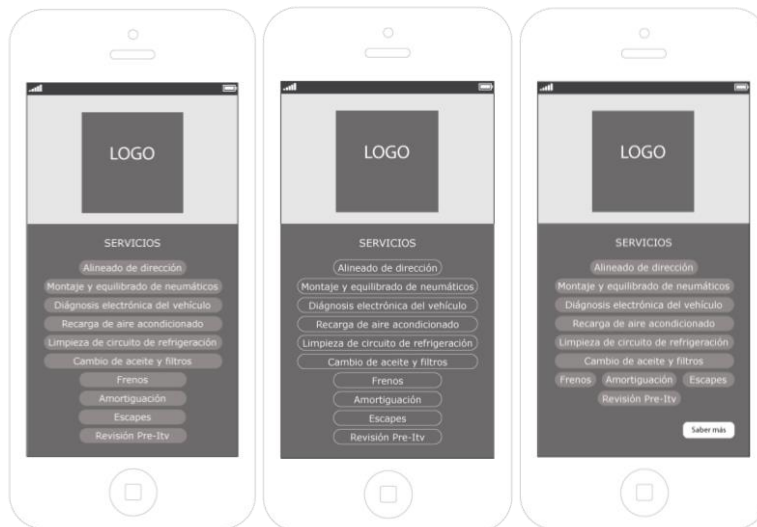 LOGO
SERVICIOS
Alineado de dirección
Montaje y equilibrado de neumáticos
Diágnosis electrónica del vehículo
Recarga de aire acondicionado
Limpieza de circuito de refrigeración
Cambio de aceite y filtros
Frenos
Amortiguación
Escapes
Revisión Pre-Itv
LOGO
SERVICIOS
Alineado de dirección
Montaje y equilibrado de neumáticos
Diágnosis electrónica del vehículo
Recarga de aire acondicionado
Limpieza de circuito de refrigeración
Cambio de aceite y filtros
Frenos
Amortiguación
Escapes
Revisión Pre-Itv
LOGO
SERVICIOS
Alineado de dirección
Montaje y equilibrado de neumáticos
Diágnosis electrónica del vehículo
Recarga de aire acondicionado
Limpieza de circuito de refrigeración
Cambio de aceite y filtros
Frenos Amortiguación Escapes
Revisión Pre-Itv
Saber más